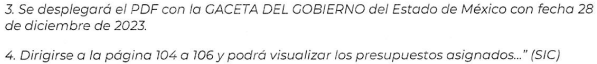 3. Se desplegará el PDF con la GACETA DEL GOBIERNO del Estado de México con fecha 28
de diciembre de 2023.
4. Dirigirse a la página 104 a 106 y podrá visualizar los presupuestos asignados..." (SIC)